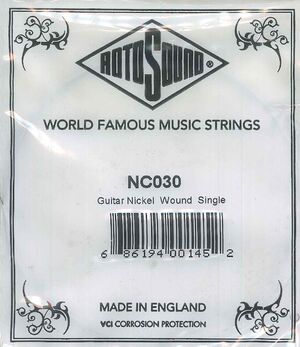 ROTOSOUND®
WORLD FAMOUS MUSIC STRINGS
NC030
Guitar Nickel Wound Single
6 86194 00145 2
MADE IN ENGLAND
VCI CORROSION PROTECTION